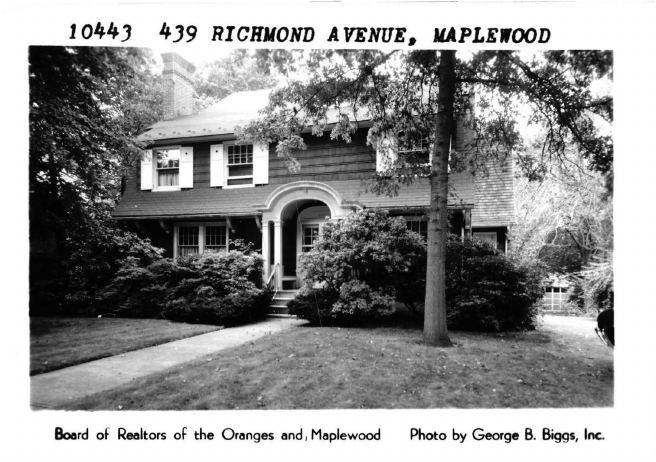 10443 439 RICHMOND AVENUE, MAPLEWOOD
Board of Realtors of the Oranges and, Maplewood Photo by George B. Biggs, Inc.